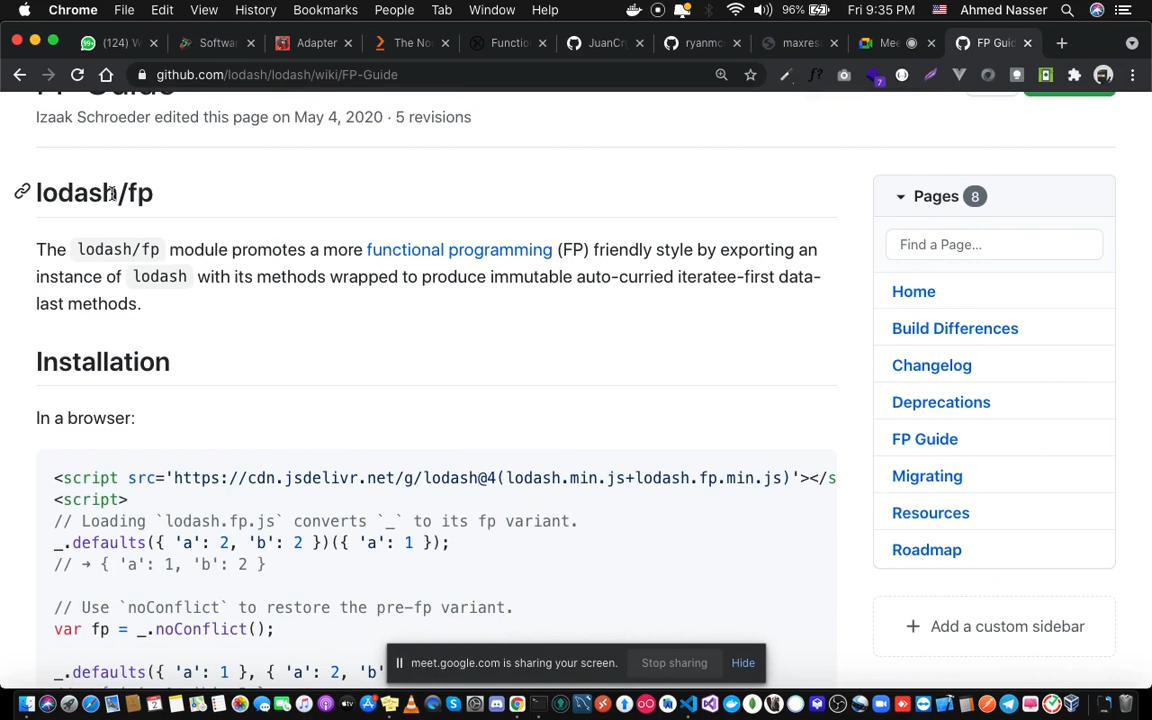 Chrome File Edit View History Bookmarks People Tab Window Help 96% Fri 9:35 PM Ahmed Nasser
(124) W Softwa Adapter The No Functio JuanCr ryanmc maxres Mee FP Gui
github.com/lodash/lodash/wiki/FP-Guide
7
FP Guide
Izaak Schroeder edited this page on May 4, 2020 · 5 revisions
lodash/fp
The lodash/fp module promotes a more functional programming (FP) friendly style by exporting an
instance of lodash with its methods wrapped to produce immutable auto-curried iteratee-first data-
last methods.
Installation
In a browser:
<script src='https://cdn.jsdelivr.net/g/lodash@4(lodash.min.js+lodash.fp.min.js)'></s
<script>
// Loading `lodash.fp.js` converts `_` to its fp variant.
_.defaults({ 'a': 2, 'b': 2 })({ 'a': 1 });
// → { 'a': 1, 'b': 2 }
// Use `noConflict` to restore the pre-fp variant.
var fp = _.noConflict();
_.defaults({ 'a': 1 }, { 'a': 2, 'b'
Pages 8
Find a Page...
Home
Build Differences
Changelog
Deprecations
FP Guide
Migrating
Resources
Roadmap
+ Add a custom sidebar
meet.google.com is sharing your screen. Stop sharing Hide